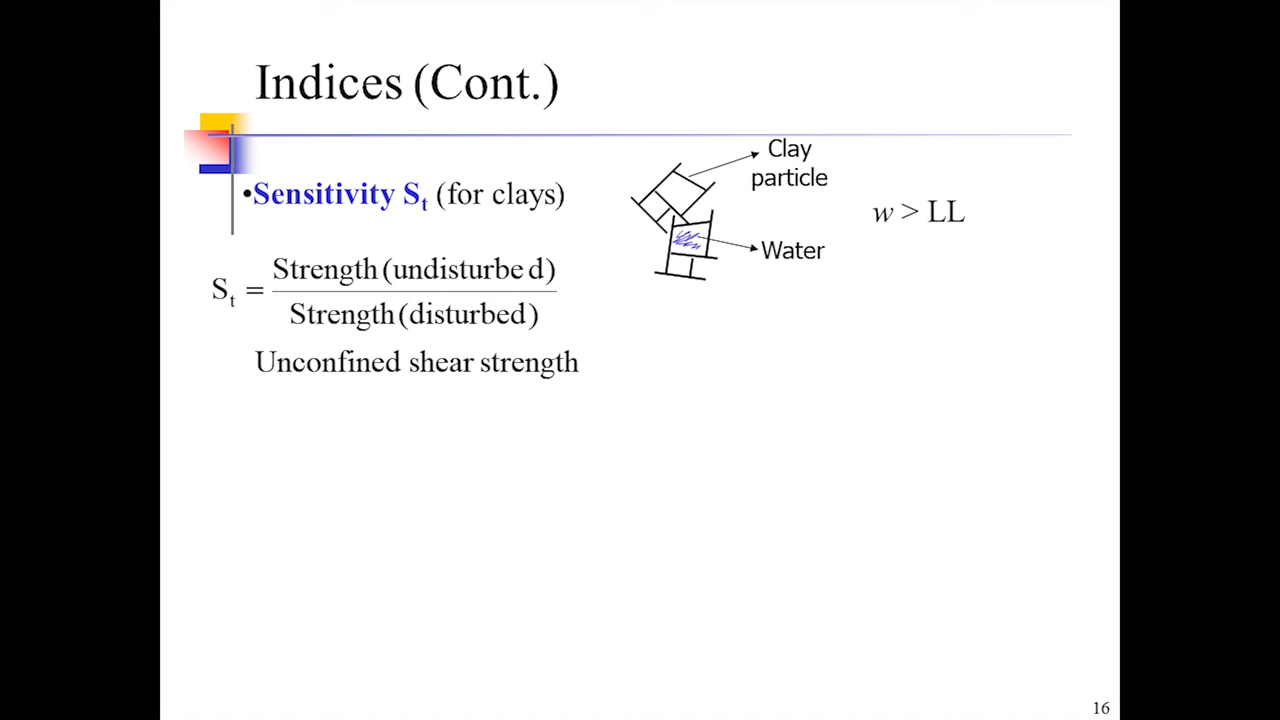 Indices (Cont.)
•Sensitivity St (for clays)
St = Strength (undisturbe d)
Strength (disturbed)
Unconfined shear strength
Clay
particle
Water
w > LL
16